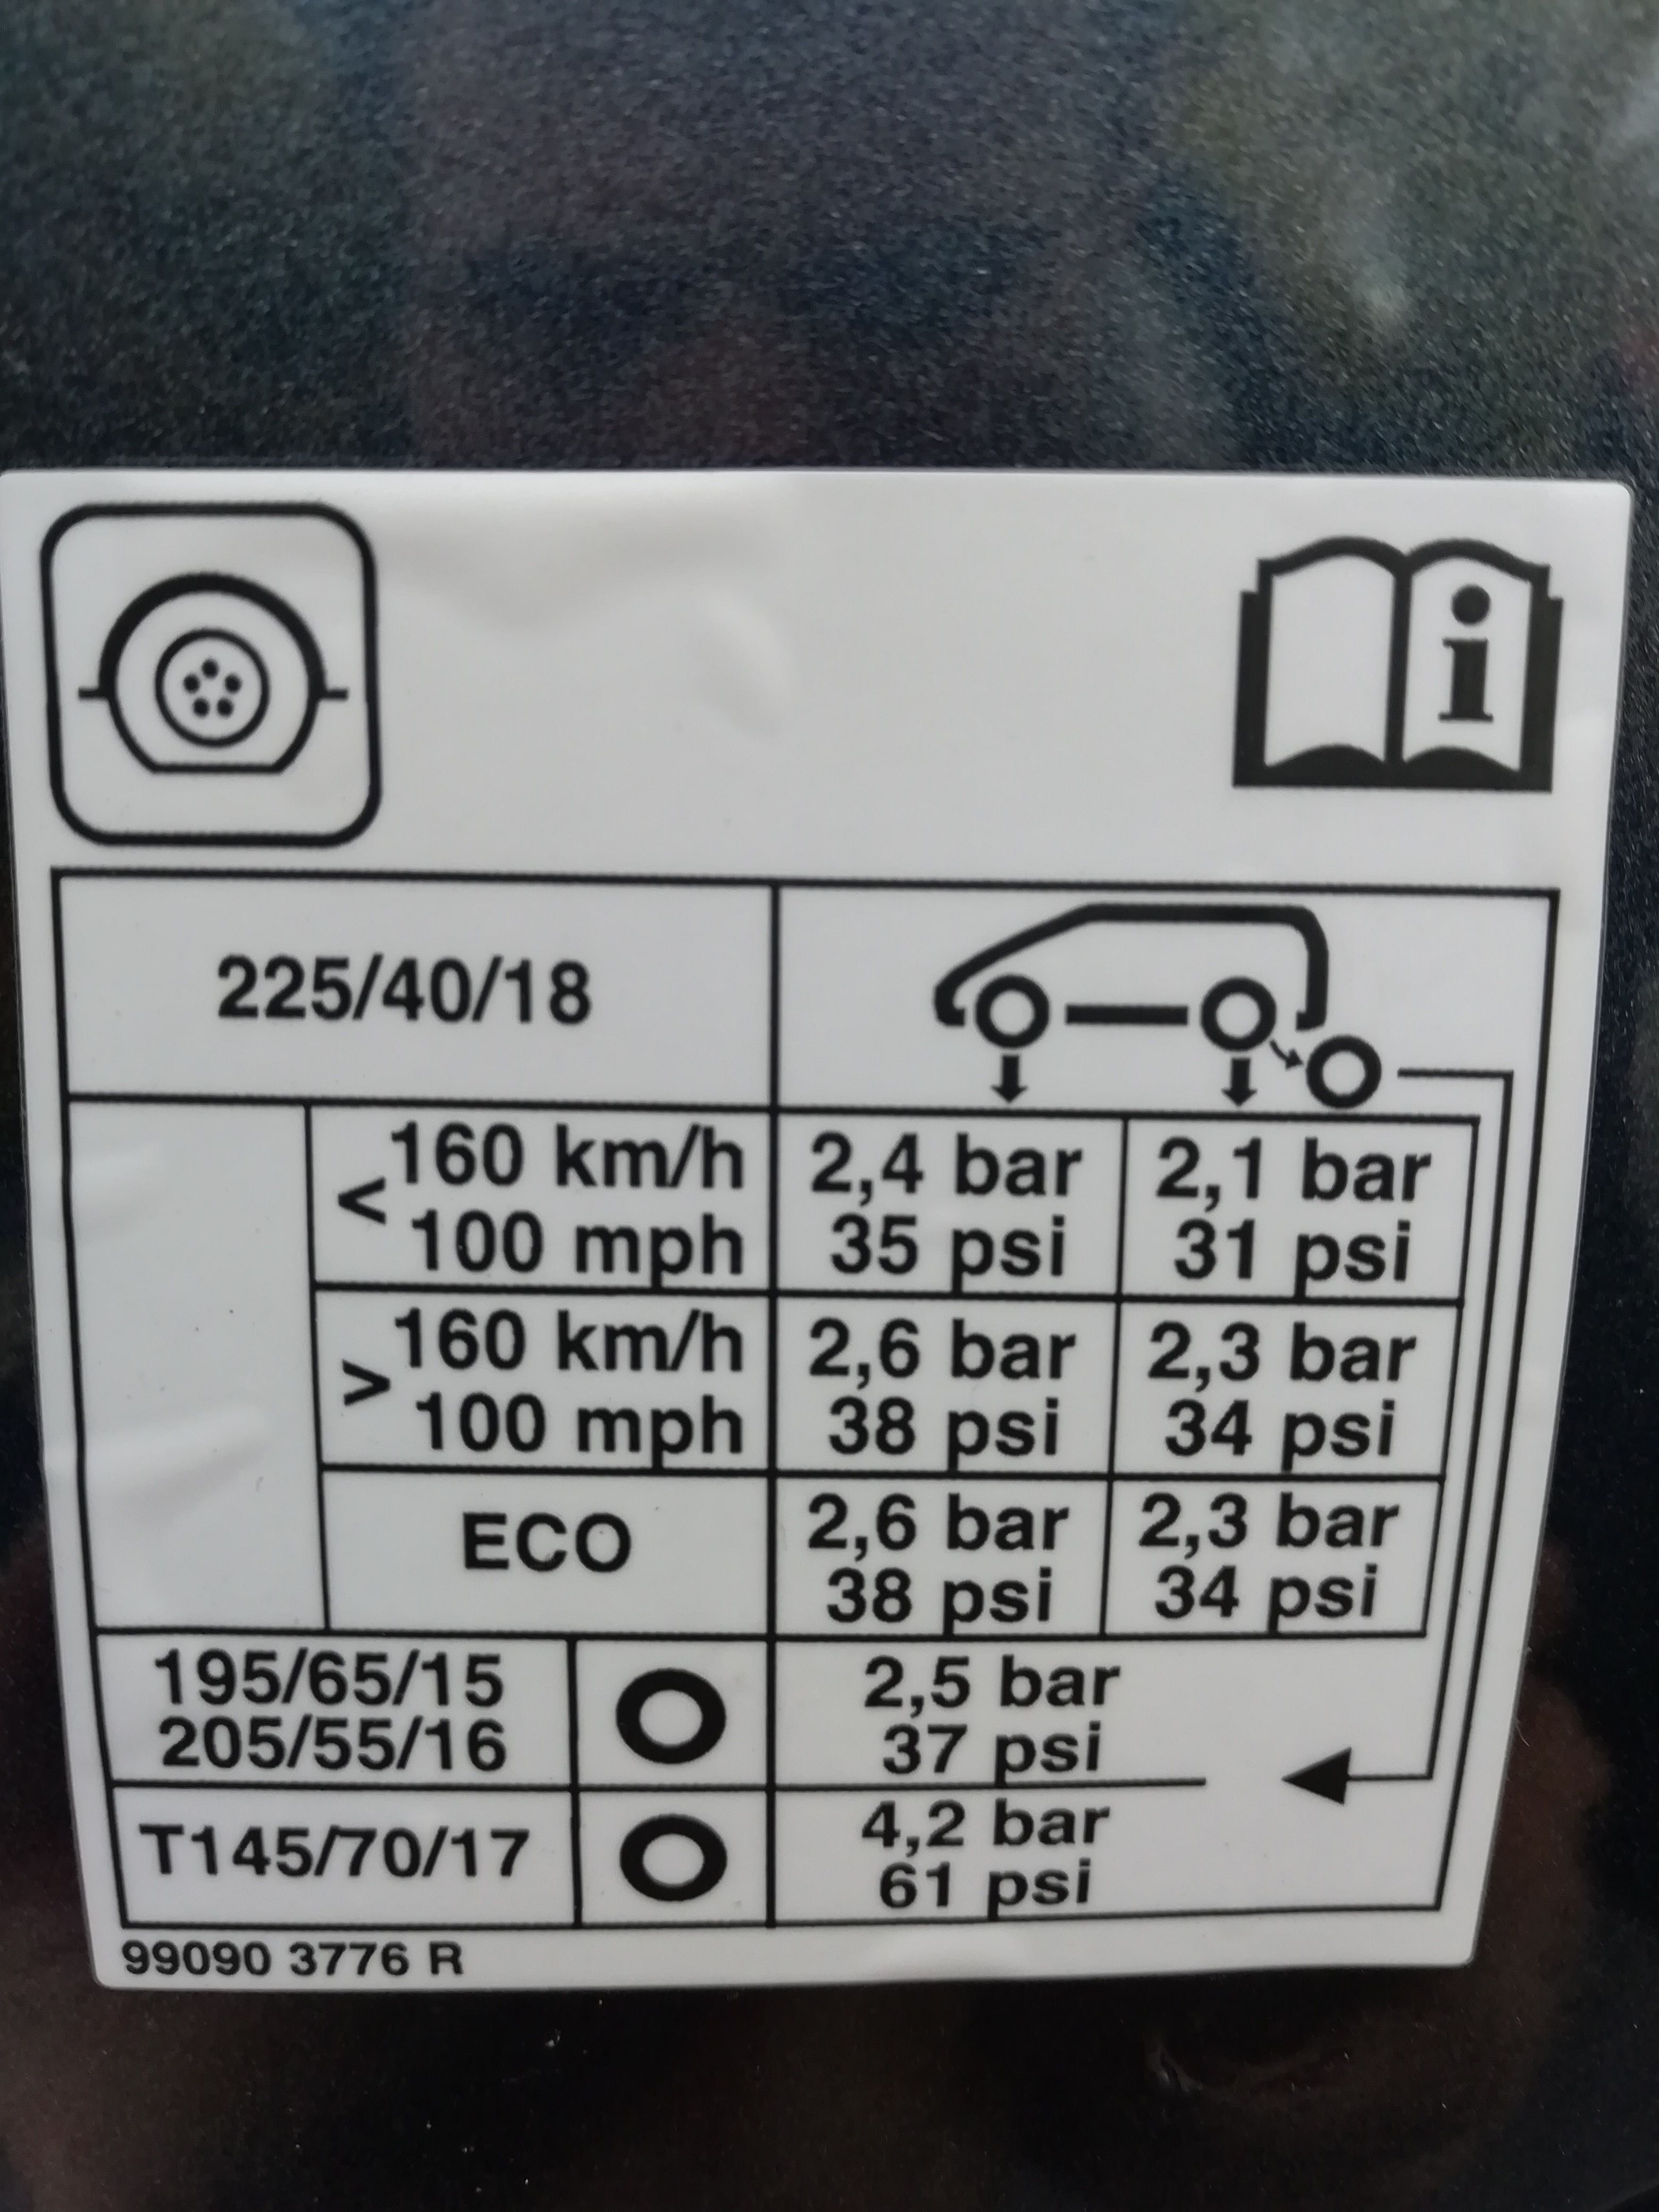 i
225/40/18
< 160 km/h
100 mph
2,4 bar
35 psi
2,1 bar
31 psi
> 160 km/h
100 mph
2,6 bar
38 psi
2,3 bar
34 psi
ECO
2,6 bar
38 psi
2,3 bar
34 psi
195/65/15
205/55/16
2,5 bar
37 psi
T145/70/17
4,2 bar
61 psi
99090 3776 R